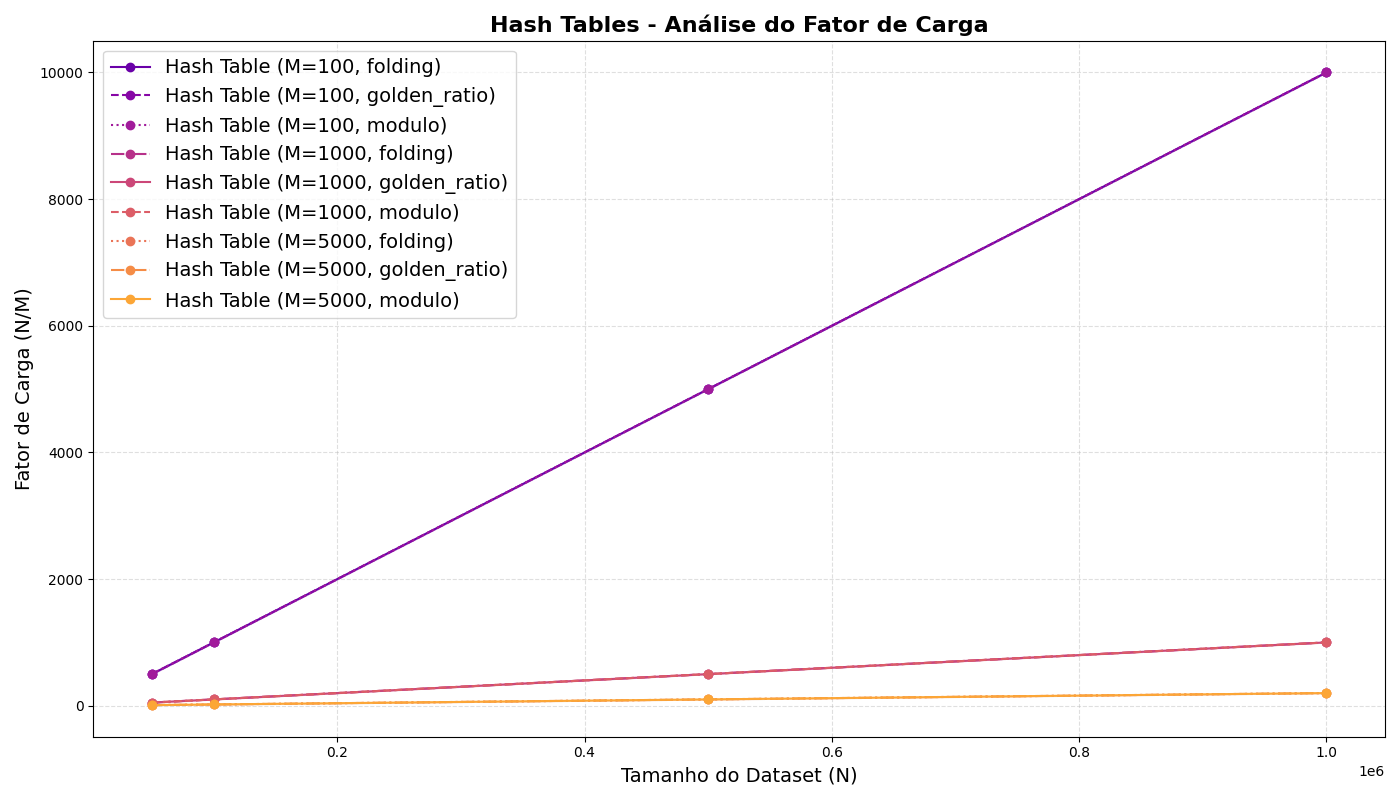 Hash Tables - Análise do Fator de Carga
Hash Table (M=100, folding)
Hash Table (M=100, golden_ratio)
Hash Table (M=100, modulo)
Hash Table (M=1000, folding)
Hash Table (M=1000, golden_ratio)
Hash Table (M=1000, modulo)
Hash Table (M=5000, folding)
Hash Table (M=5000, golden_ratio)
Hash Table (M=5000, modulo)
Fator de Carga (N/M)
10000
8000
6000
4000
2000
0
0.2 0.4 0.6 0.8 1.0
1e6
Tamanho do Dataset (N)